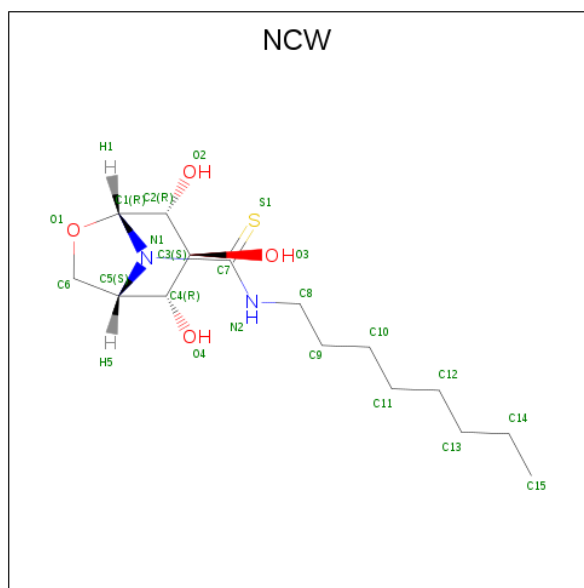 NCW
H1
H
OH
O2
C1(R)
C2(R)
S1
S
O1
O
N1
N
C3(S)
OH
O3
C7
C6
C5(S)
C4(R)
C8
N
H
N2
H
H5
OH
O4
C9
C10
C11
C12
C13
C14
C15